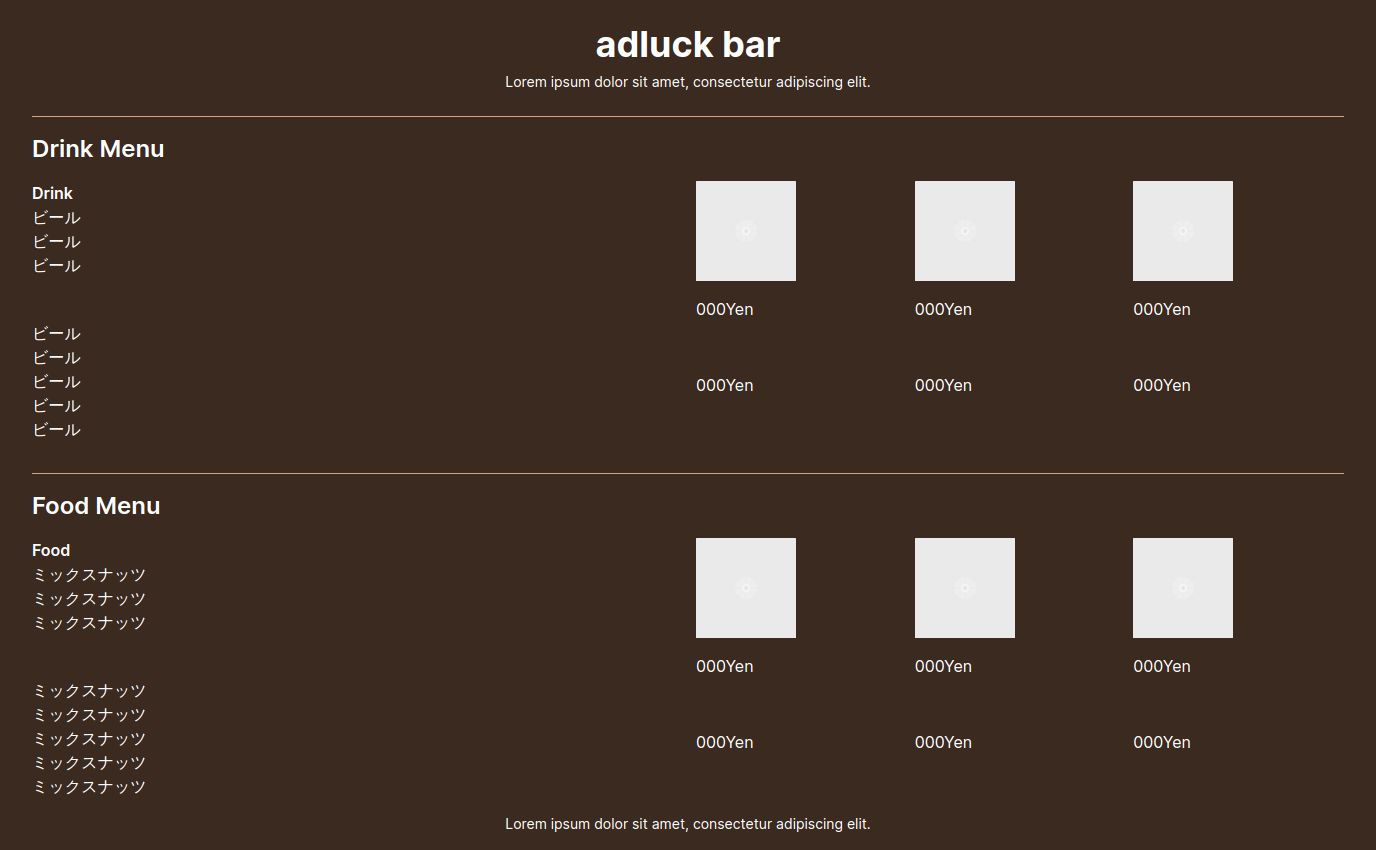 adluck bar
Lorem ipsum dolor sit amet, consectetur adipiscing elit.
Drink Menu
Drink
ビール
ビール
ビール
ビール
ビール
ビール
ビール
ビール
000Yen 000Yen 000Yen
000Yen 000Yen 000Yen
Food Menu
Food
ミックスナッツ
ミックスナッツ
ミックスナッツ
ミックスナッツ
ミックスナッツ
ミックスナッツ
ミックスナッツ
ミックスナッツ
000Yen 000Yen 000Yen
000Yen 000Yen 000Yen
Lorem ipsum dolor sit amet, consectetur adipiscing elit.